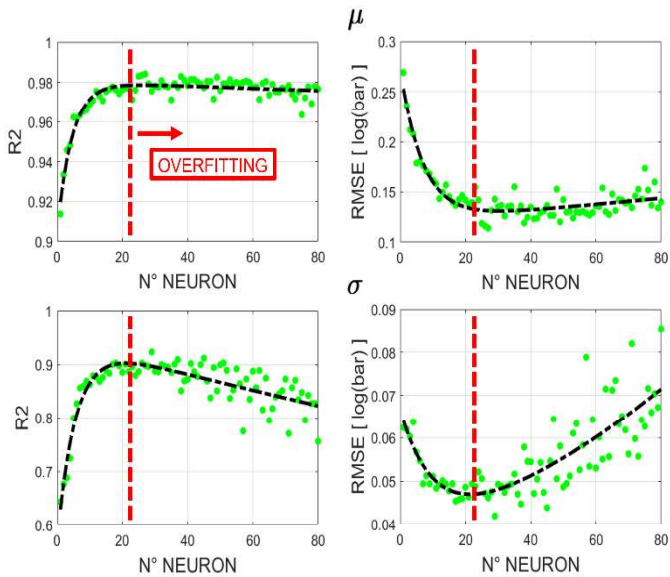 μ
1
0.98
0.96
0.94
0.92
0.9
R2
0 20 40 60 80
N° NEURON
OVERFITTING
0.3
0.25
0.2
0.15
0.1
RMSE [ log(bar) ]
0 20 40 60 80
N° NEURON
σ
1
0.9
0.8
0.7
0.6
R2
0 20 40 60 80
N° NEURON
0.09
0.08
0.07
0.06
0.05
0.04
RMSE [ log(bar) ]
0 20 40 60 80
N° NEURON